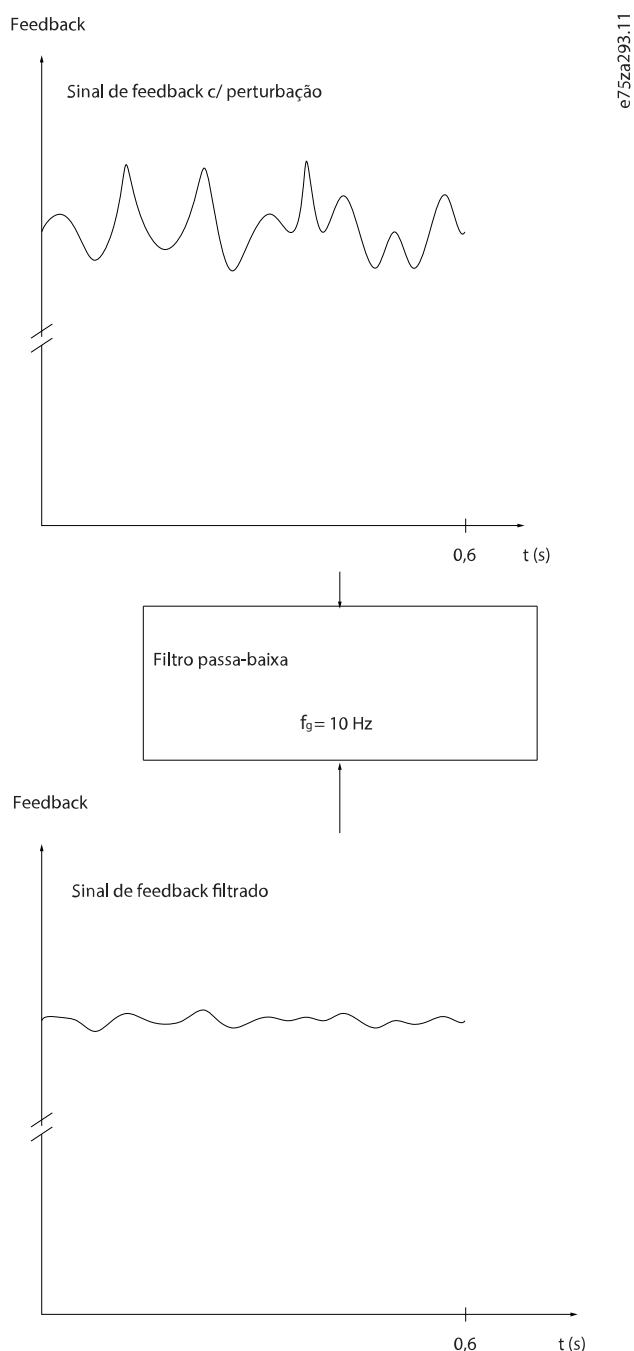 Feedback
e75za293.11
Sinal de feedback c/ perturbação
0,6
t (s)
Filtro passa-baixa
fg= 10 Hz
Feedback
Sinal de feedback filtrado
0,6
t (s)